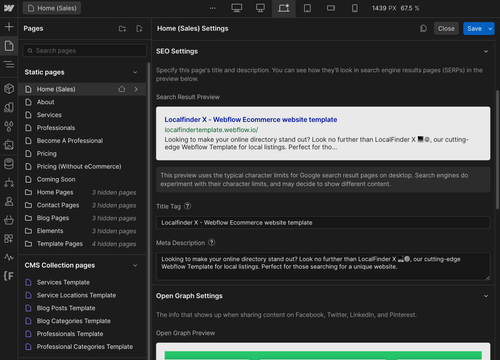 Home (Sales)
...
1439 PX 67.5 %
Pages
Home (Sales) Settings
Close
Save
Search pages
SEO Settings
Static pages
Specify this page's title and description. You can see how they'll look in search engine results pages (SERPs) in the
preview below.
Home (Sales)
About
Services
Professionals
Become A Professional
Pricing
Pricing (Without eCommerce)
Coming Soon
Home Pages 3 hidden pages
Contact Pages 2 hidden pages
Blog Pages 3 hidden pages
Elements 3 hidden pages
Template Pages 4 hidden pages
CMS Collection pages
Services Template
Service Locations Template
Blog Posts Template
Blog Categories Template
Professionals Template
Professional Categories Template
Search Result Preview
Localfinder X - Webflow Ecommerce website template
localfindertemplate.webflow.io/
Looking to make your online directory stand out? Look no further than LocalFinder X 💻🌐, our cutting-
edge Webflow Template for local listings. Perfect for tho...
This preview uses the typical character limits for Google search result pages on desktop. Search engines do
experiment with their character limits, and may decide to show different content.
Title Tag ?
Localfinder X - Webflow Ecommerce website template
Meta Description ?
Looking to make your online directory stand out? Look no further than LocalFinder X 💻🌐, our cutting-edge
Webflow Template for local listings. Perfect for those searching for a unique website.
Open Graph Settings
The info that shows up when sharing content on Facebook, Twitter, LinkedIn, and Pinterest.
Open Graph Preview